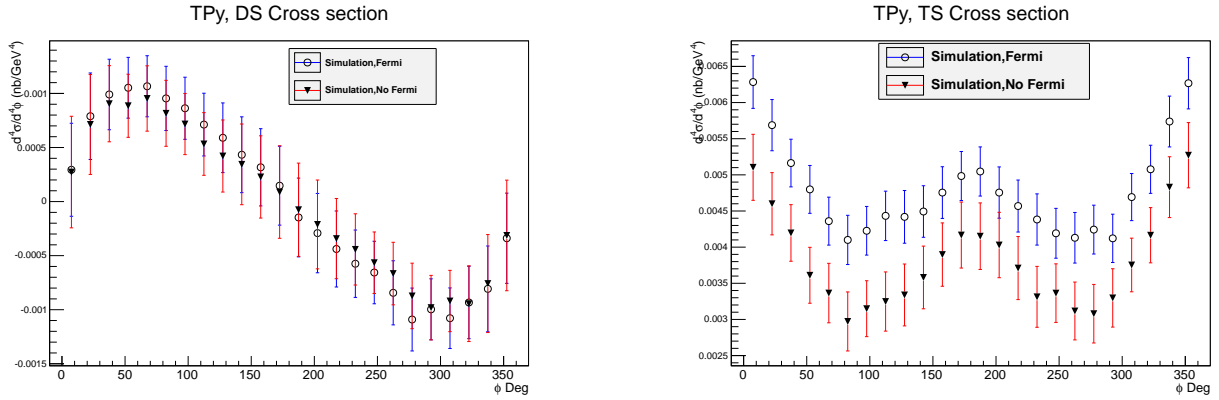 TPy, DS Cross section
d⁴σ/d⁴ϕ (nb/GeV⁴)
0.001
0.0005
0
-0.0005
-0.001
-0.0015
Simulation,Fermi
Simulation,No Fermi
0 50 100 150 200 250 300 350
ϕ Deg
TPy, TS Cross section
d⁴σ/d⁴ϕ (nb/GeV⁴)
0.0065
0.006
0.0055
0.005
0.0045
0.004
0.0035
0.003
0.0025
Simulation,Fermi
Simulation,No Fermi
0 50 100 150 200 250 300 350
ϕ Deg